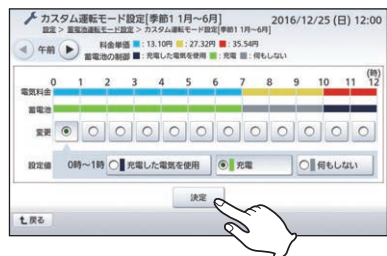 カスタム運転モード設定[季節1 1月～6月] 2016/12/25 (日) 12:00
設定 > 蓄電池運転モード設定 > カスタム運転モード設定[季節1 1月～6月]
午前 料金単価 : 13.10円 : 27.32円 : 35.54円
蓄電池の制御 : 充電した電気を使用 : 充電 : 何もしない
(時)
0 1 2 3 4 5 6 7 8 9 10 11 12
電気料金
蓄電池
変更
設定値 0時～1時 充電した電気を使用 充電 何もしない
決定
戻る